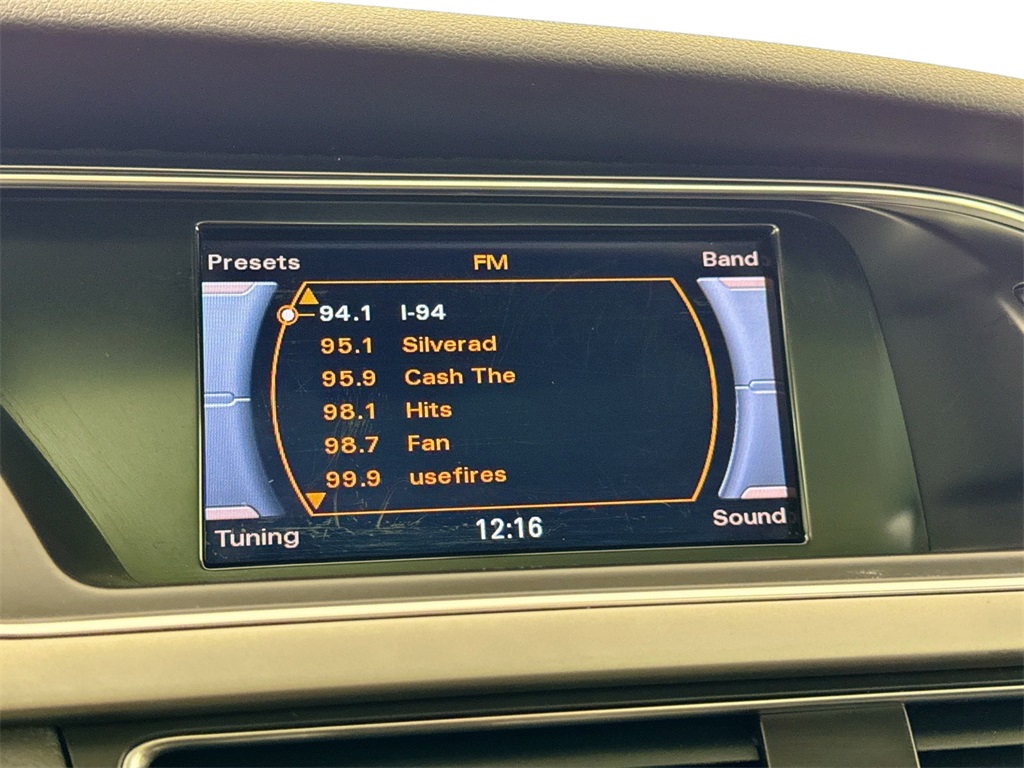 Presets FM Band
94.1 I-94
95.1 Silverad
95.9 Cash The
98.1 Hits
98.7 Fan
99.9 usefires
Tuning 12:16 Sound